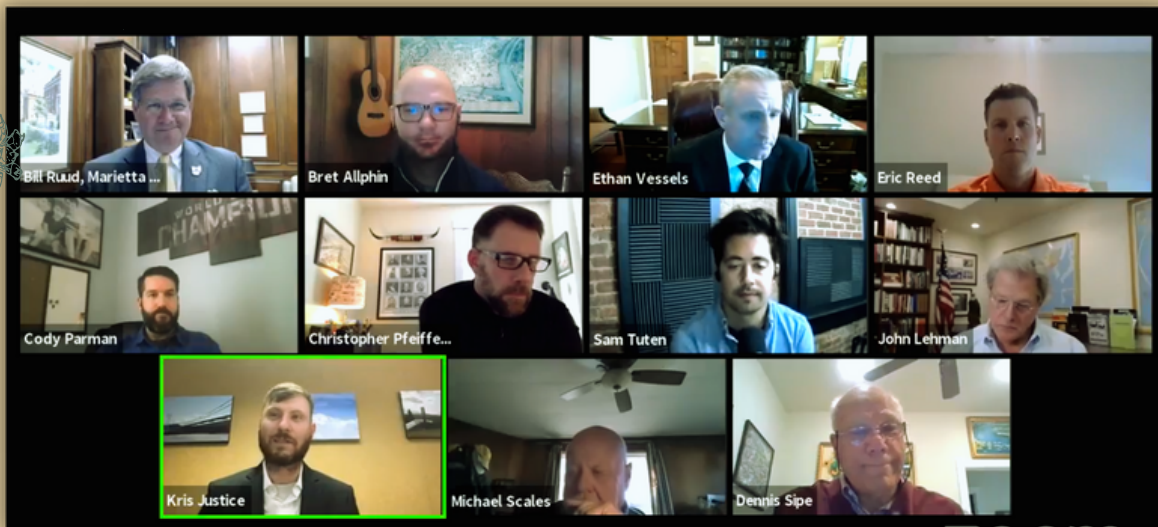 Bill Ruud, Marietta ...
Bret Allphin
Ethan Vessels
Eric Reed
WORLD
CHAMPION
Cody Parman
Christopher Pfeiffe...
Sam Tuten
John Lehman
Kris Justice
Michael Scales
Dennis Sipe